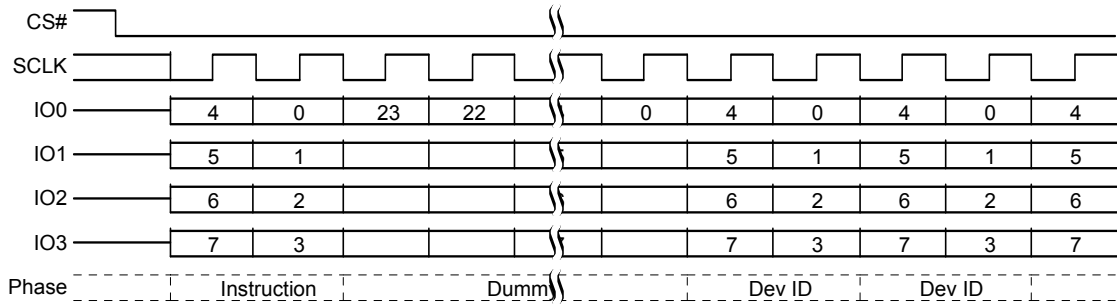 CS#
SCLK
IO0 4 0 23 22 0 4 0 4 0 4
IO1 5 1 5 1 5 1 5
IO2 6 2 6 2 6 2 6
IO3 7 3 7 3 7 3 7
Phase Instruction Dumm Dev ID Dev ID